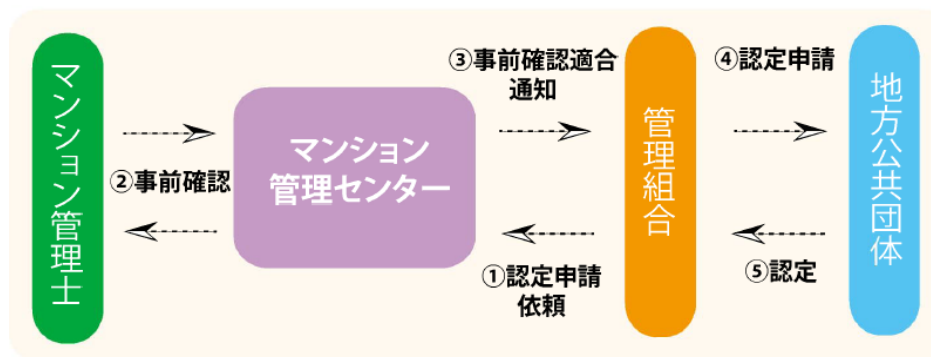 マンション管理士
②事前確認
マンション
管理センター
③事前確認適合
通知
①認定申請
依頼
管理組合
④認定申請
⑤認定
地方公共団体